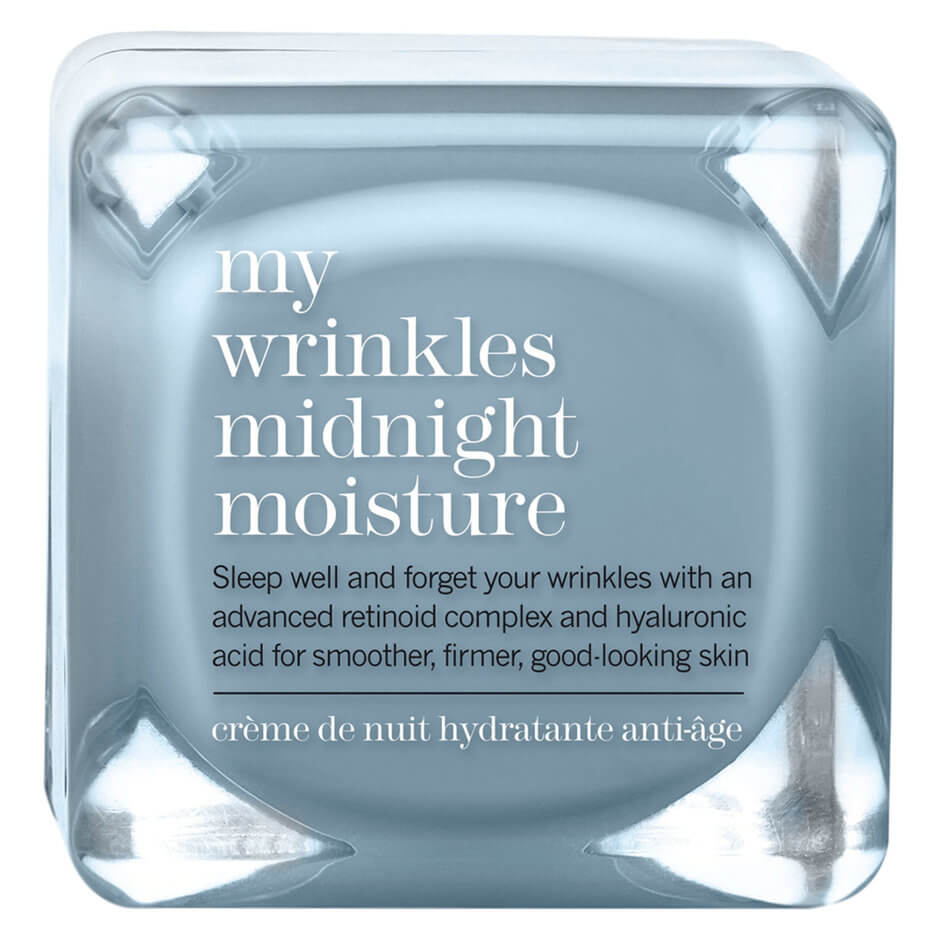 my
wrinkles
midnight
moisture
Sleep well and forget your wrinkles with an
advanced retinoid complex and hyaluronic
acid for smoother, firmer, good-looking skin
crème de nuit hydratante anti-âge